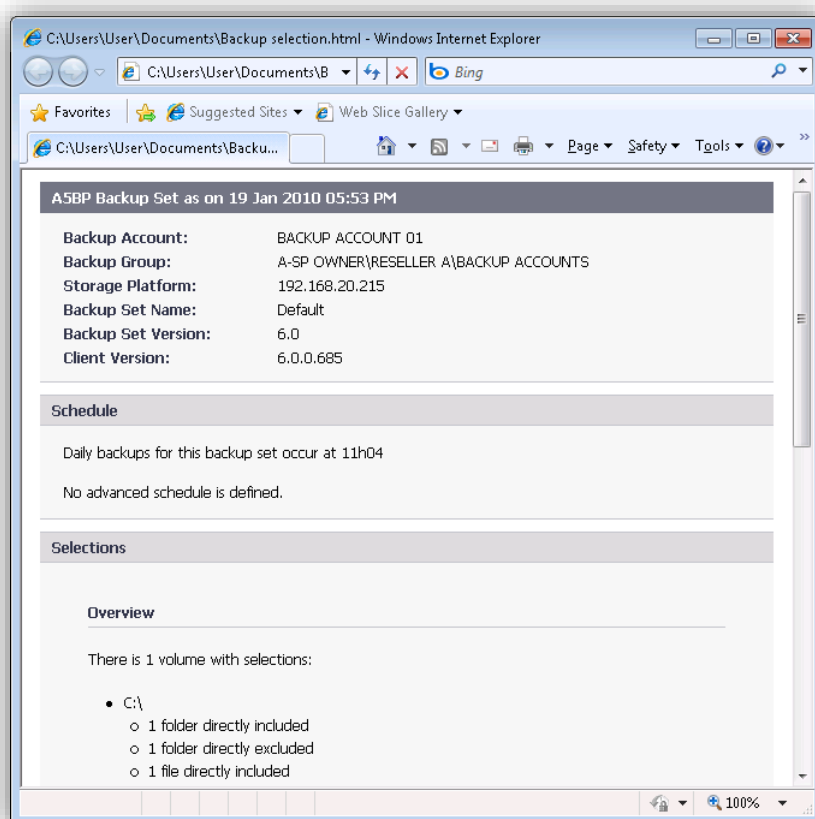 C:\Users\User\Documents\Backup selection.html - Windows Internet Explorer
C:\Users\User\Documents\B
Bing
Favorites
Suggested Sites
Web Slice Gallery
C:\Users\User\Documents\Backu...
Page
Safety
Tools
A5BP Backup Set as on 19 Jan 2010 05:53 PM
Backup Account: BACKUP ACCOUNT 01
Backup Group: A-SP OWNER\RESELLER A\BACKUP ACCOUNTS
Storage Platform: 192.168.20.215
Backup Set Name: Default
Backup Set Version: 6.0
Client Version: 6.0.0.685
Schedule
Daily backups for this backup set occur at 11h04
No advanced schedule is defined.
Selections
Overview
There is 1 volume with selections:
C:\
1 folder directly included
1 folder directly excluded
1 file directly included
100%